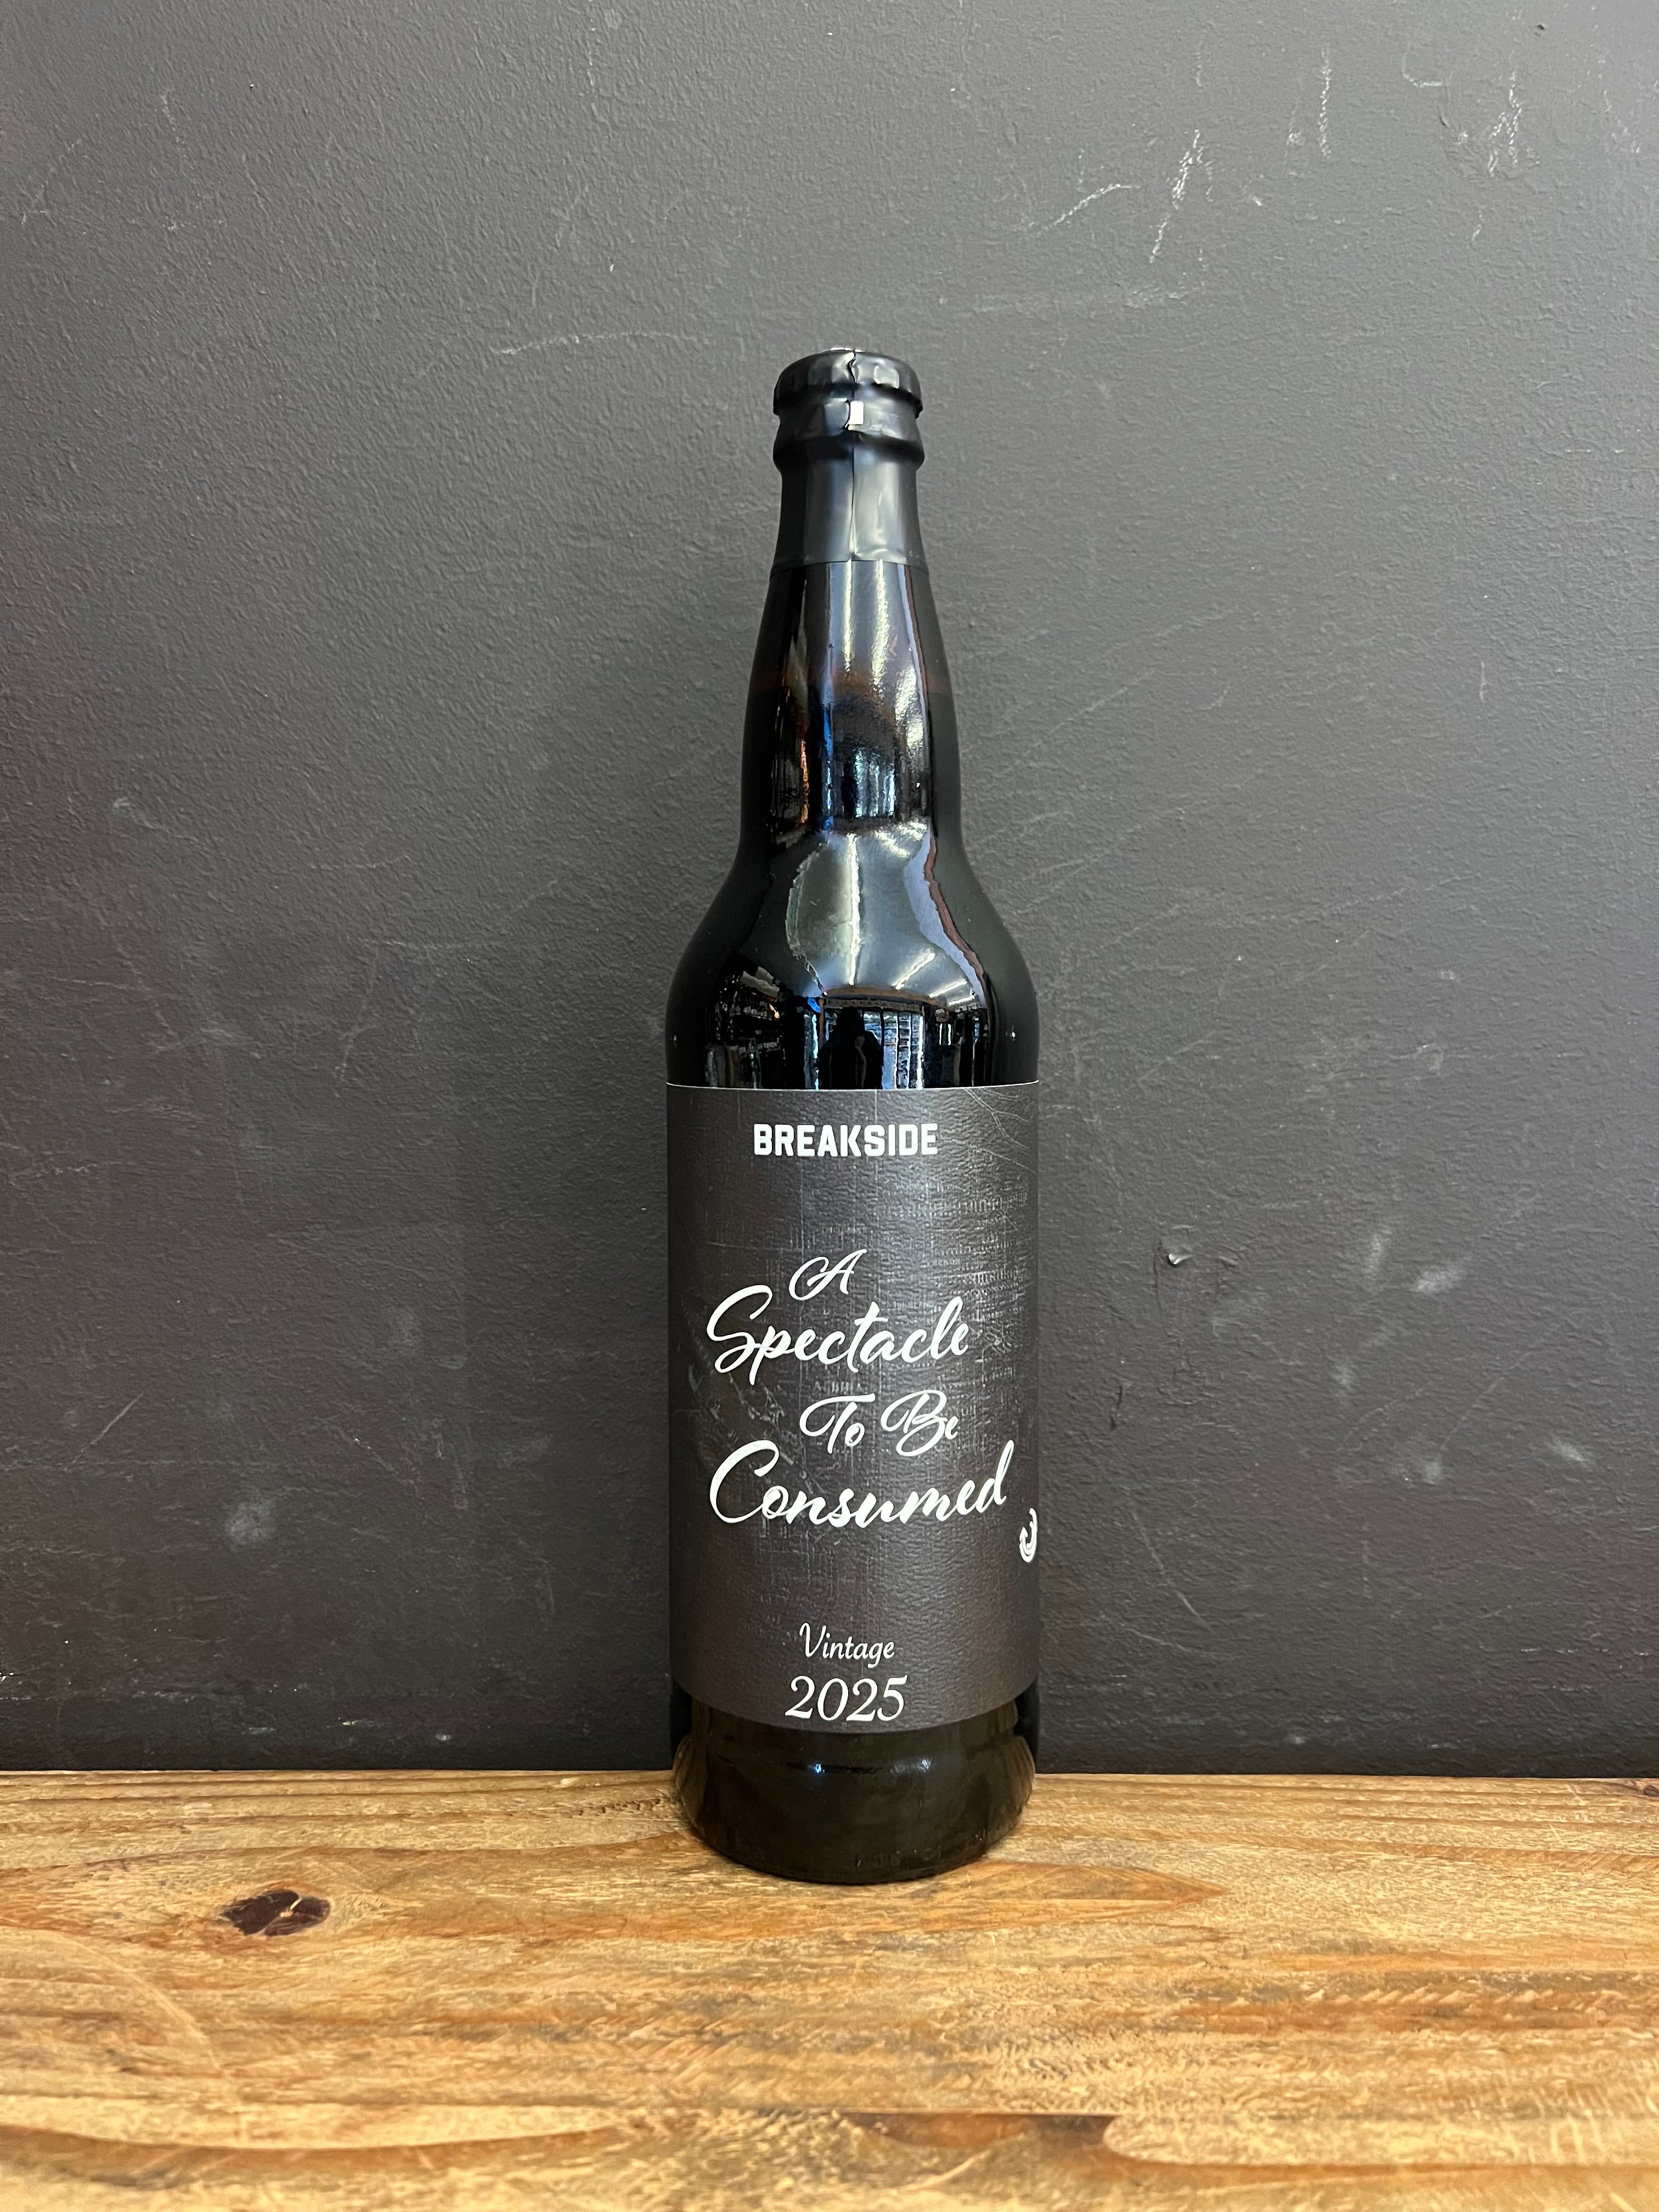 BREAKSIDE
A
Spectacle
To Be
Consumed
Vintage
2025